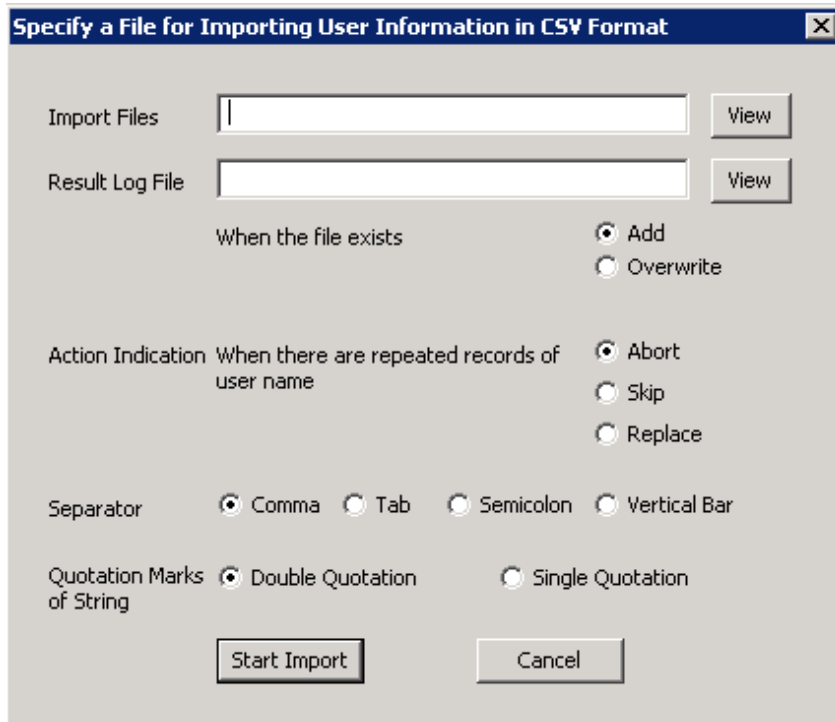 Specify a File for Importing User Information in CSV Format
Import Files
View
Result Log File
View
When the file exists
Add
Overwrite
Action Indication When there are repeated records of
user name
Abort
Skip
Replace
Separator
Comma
Tab
Semicolon
Vertical Bar
Quotation Marks
of String
Double Quotation
Single Quotation
Start Import
Cancel